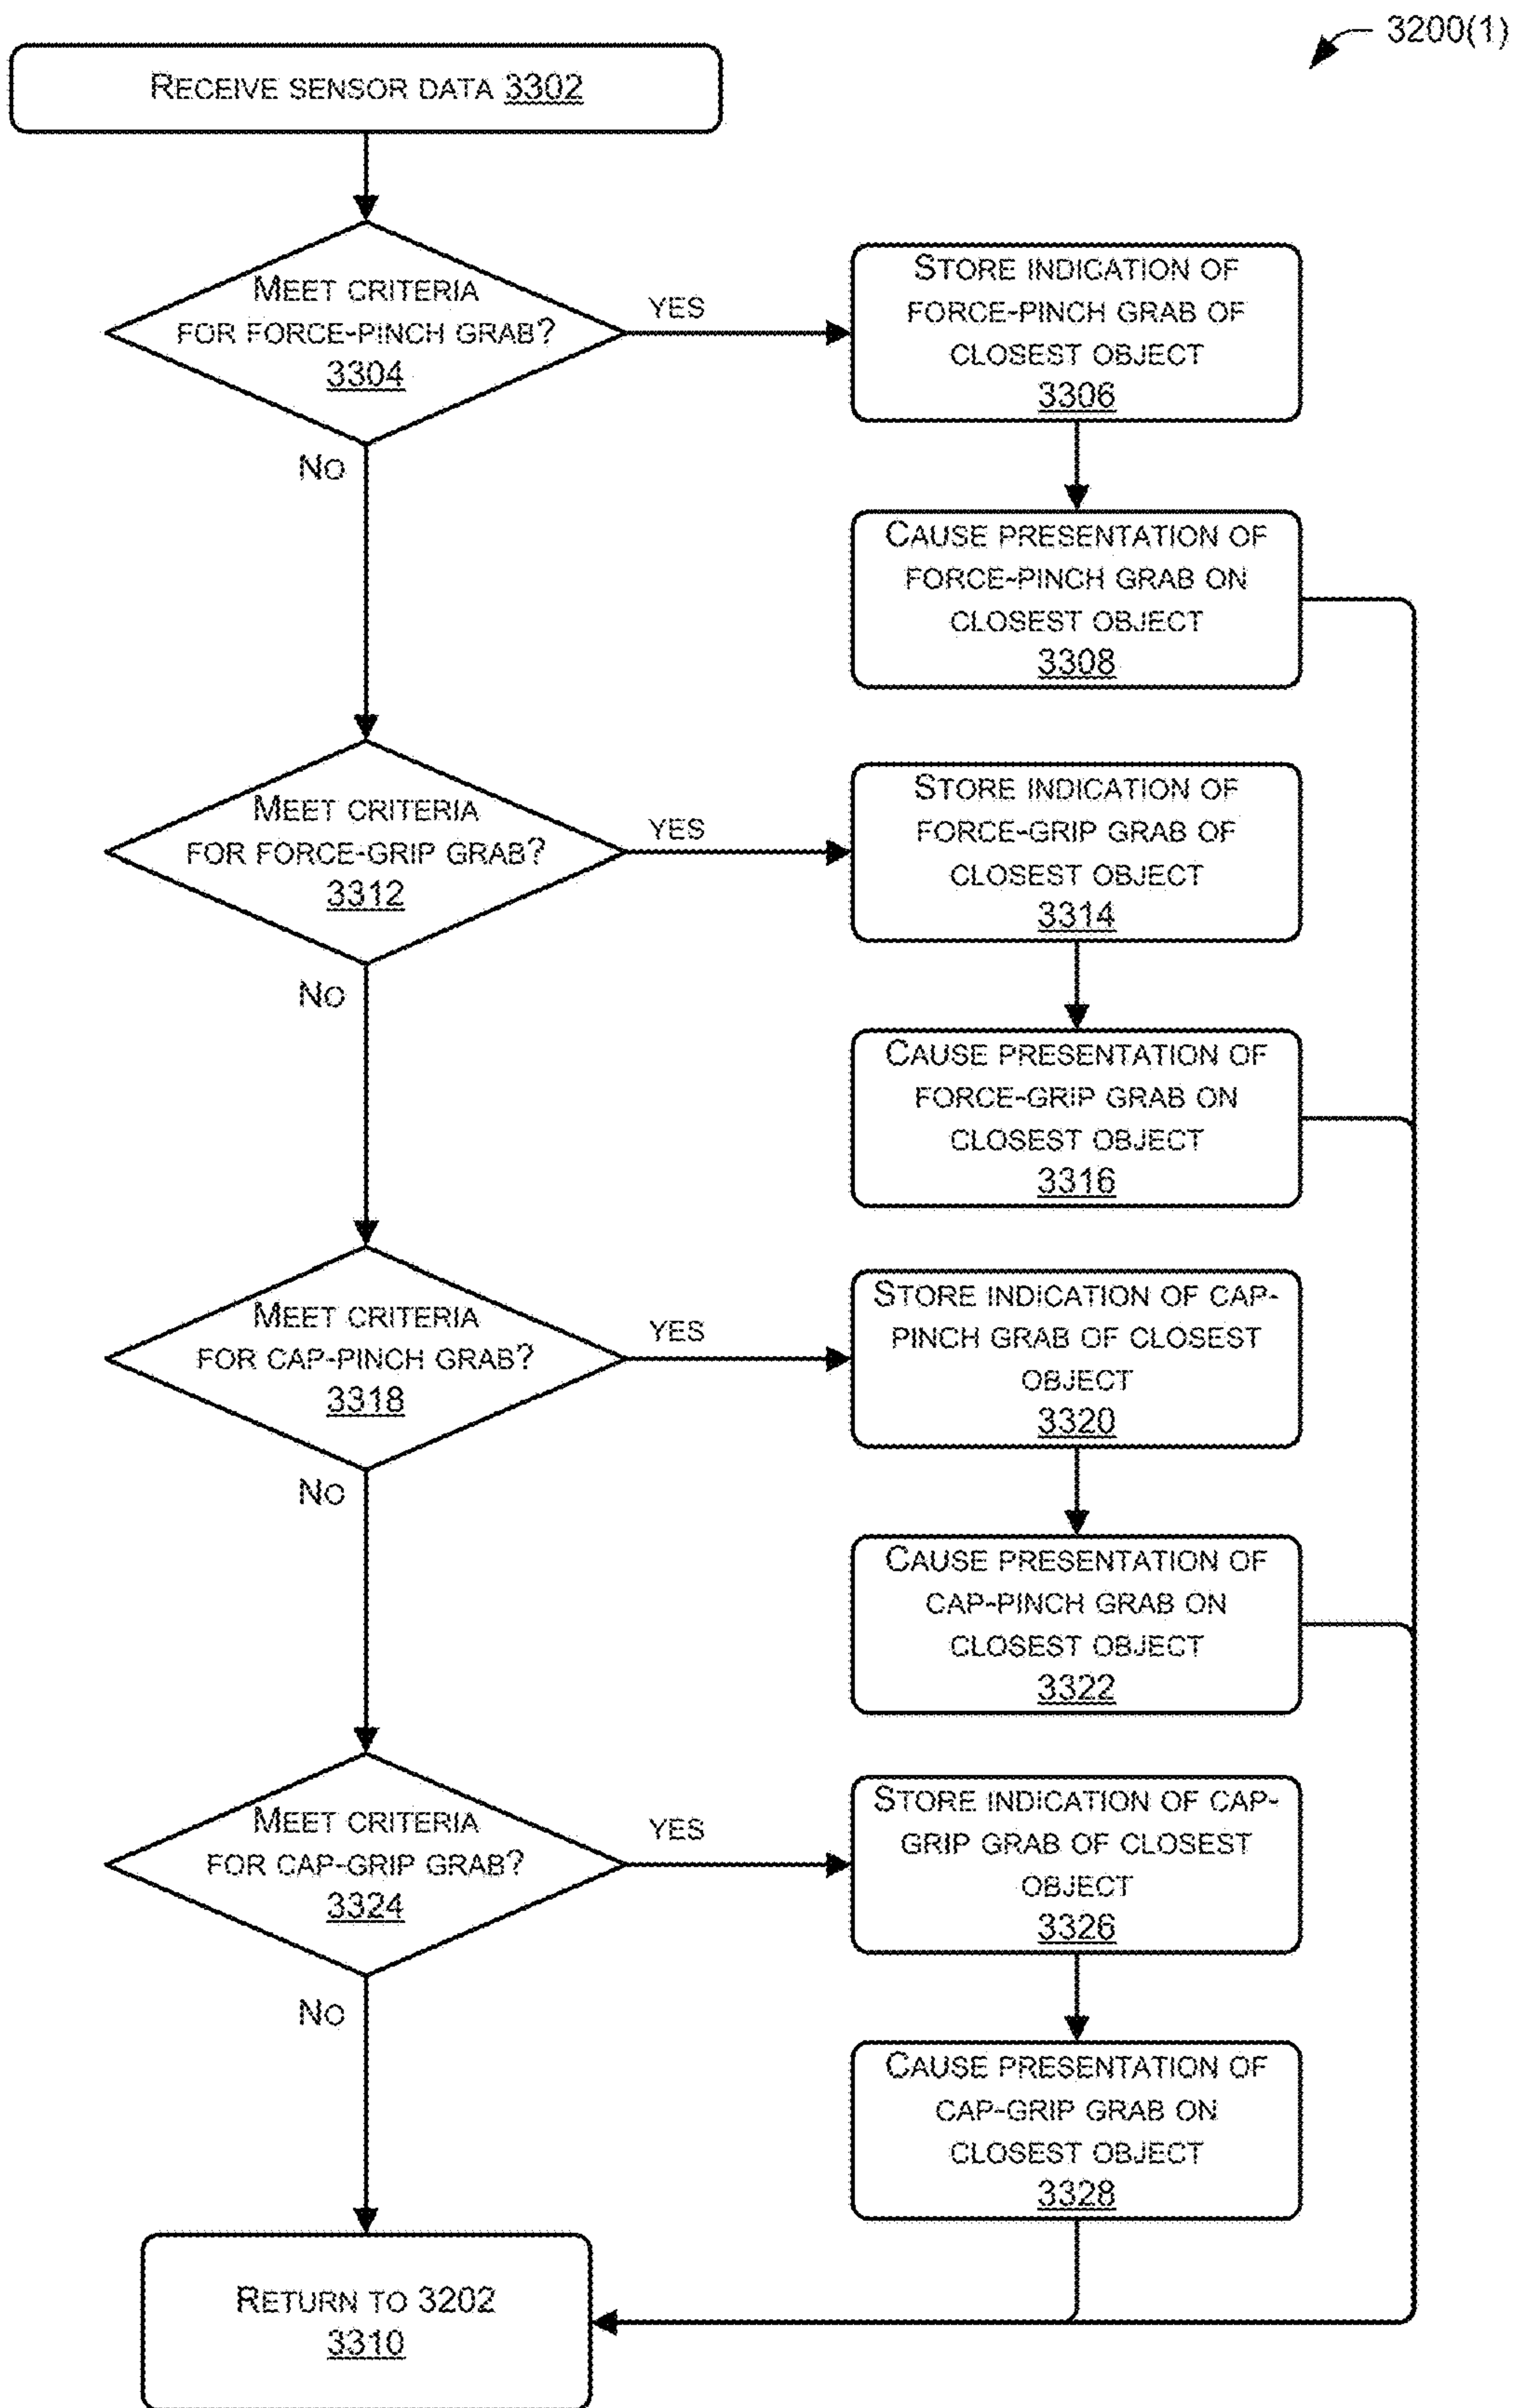 3200(1)
RECEIVE SENSOR DATA 3302
MEET CRITERIA
FOR FORCE-PINCH GRAB?
3304
YES
STORE INDICATION OF
FORCE-PINCH GRAB OF
CLOSEST OBJECT
3306
NO
CAUSE PRESENTATION OF
FORCE-PINCH GRAB ON
CLOSEST OBJECT
3308
MEET CRITERIA
FOR FORCE-GRIP GRAB?
3312
YES
STORE INDICATION OF
FORCE-GRIP GRAB OF
CLOSEST OBJECT
3314
NO
CAUSE PRESENTATION OF
FORCE-GRIP GRAB ON
CLOSEST OBJECT
3316
MEET CRITERIA
FOR CAP-PINCH GRAB?
3318
YES
STORE INDICATION OF CAP-
PINCH GRAB OF CLOSEST
OBJECT
3320
NO
CAUSE PRESENTATION OF
CAP-PINCH GRAB ON
CLOSEST OBJECT
3322
MEET CRITERIA
FOR CAP-GRIP GRAB?
3324
YES
STORE INDICATION OF CAP-
GRIP GRAB OF CLOSEST
OBJECT
3326
NO
CAUSE PRESENTATION OF
CAP-GRIP GRAB ON
CLOSEST OBJECT
3328
RETURN TO 3202
3310